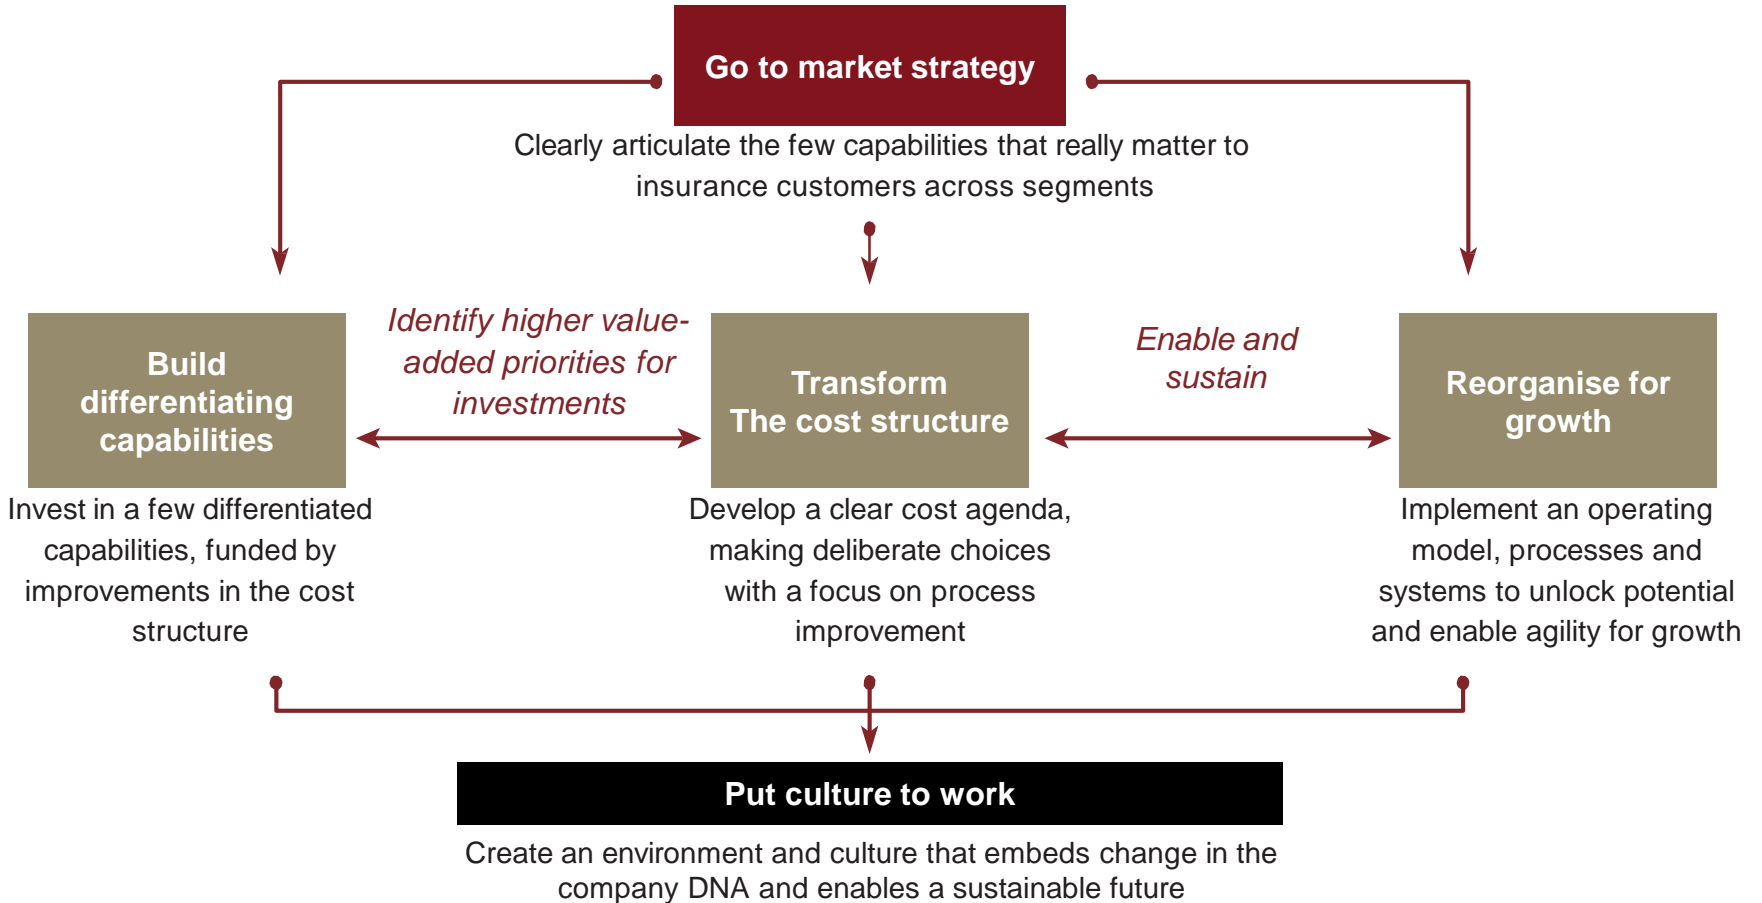 Go to market strategy
Clearly articulate the few capabilities that really matter to
insurance customers across segments
Build
differentiating
capabilities
Identify higher value-
added priorities for
investments
Transform
The cost structure
Enable and
sustain
Reorganise for
growth
Invest in a few differentiated
capabilities, funded by
improvements in the cost
structure
Develop a clear cost agenda,
making deliberate choices
with a focus on process
improvement
Implement an operating
model, processes and
systems to unlock potential
and enable agility for growth
Put culture to work
Create an environment and culture that embeds change in the
company DNA and enables a sustainable future